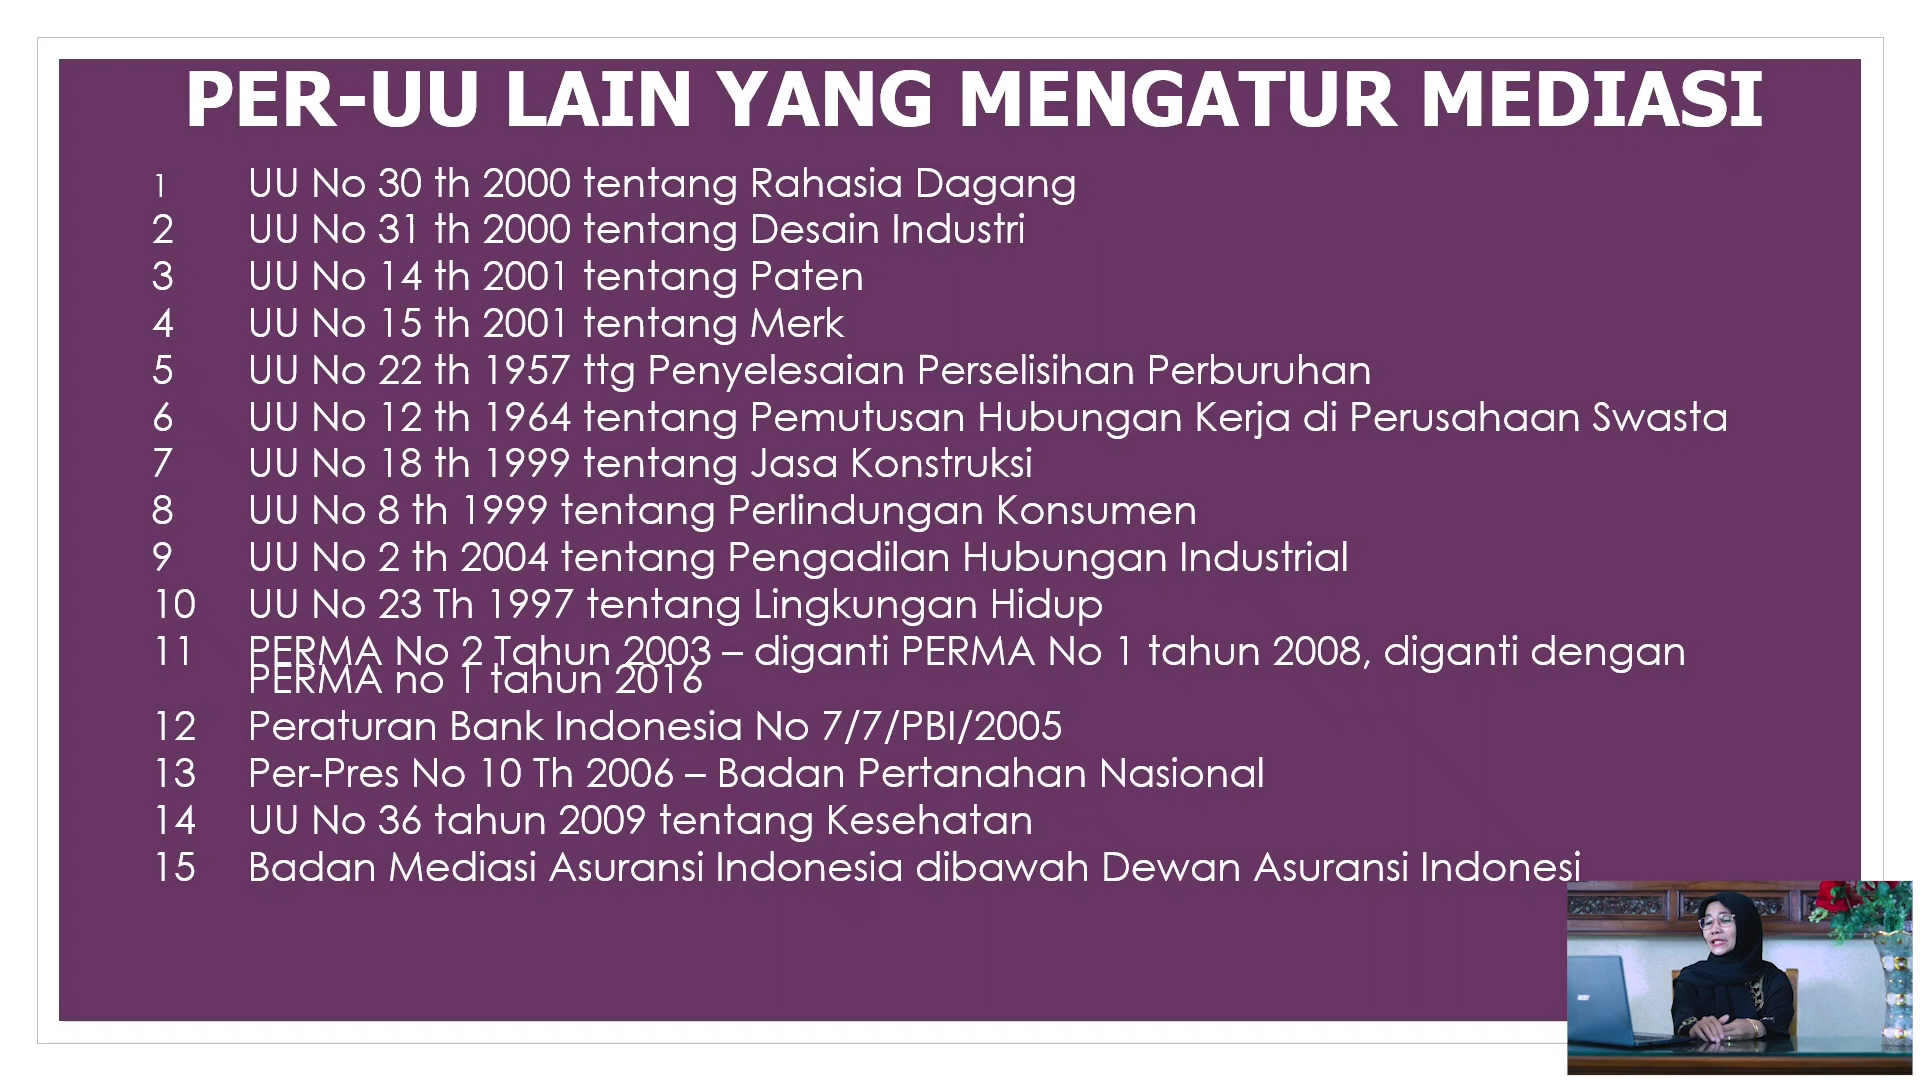 PER-UU LAIN YANG MENGATUR MEDIASI
1 UU No 30 th 2000 tentang Rahasia Dagang
2 UU No 31 th 2000 tentang Desain Industri
3 UU No 14 th 2001 tentang Paten
4 UU No 15 th 2001 tentang Merk
5 UU No 22 th 1957 ttg Penyelesaian Perselisihan Perburuhan
6 UU No 12 th 1964 tentang Pemutusan Hubungan Kerja di Perusahaan Swasta
7 UU No 18 th 1999 tentang Jasa Konstruksi
8 UU No 8 th 1999 tentang Perlindungan Konsumen
9 UU No 2 th 2004 tentang Pengadilan Hubungan Industrial
10 UU No 23 Th 1997 tentang Lingkungan Hidup
11 PERMA No 2 Tahun 2003 – diganti PERMA No 1 tahun 2008, diganti dengan
PERMA no 1 tahun 2016
12 Peraturan Bank Indonesia No 7/7/PBI/2005
13 Per-Pres No 10 Th 2006 – Badan Pertanahan Nasional
14 UU No 36 tahun 2009 tentang Kesehatan
15 Badan Mediasi Asuransi Indonesia dibawah Dewan Asuransi Indonesi